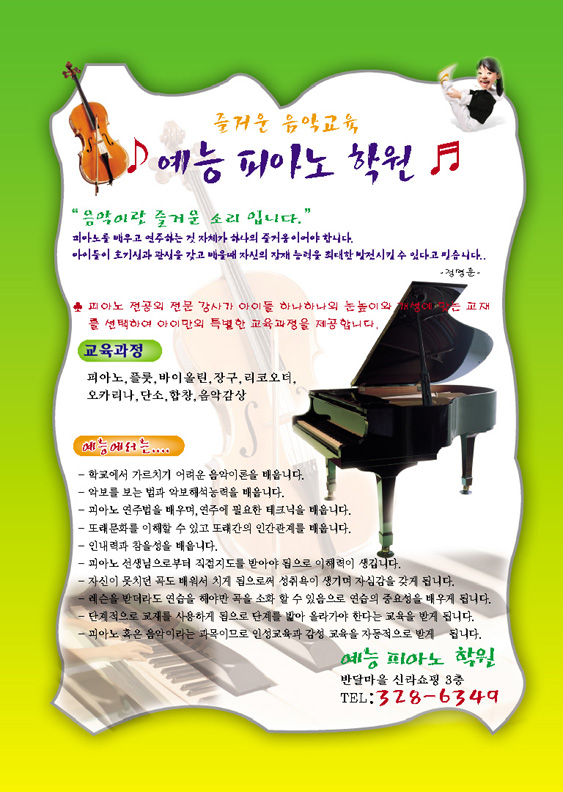 즐거운 음악교육
예능 피아노 학원
"음악이란 즐거운 소리 입니다."
피아노를 배우고 연주하는 것 자체가 하나의 즐거움이어야 합니다.
아이들이 호기심과 관심을 갖고 배울때 자신의 잠재 능력을 최대한 발전시킬 수 있다고 믿습니다..
-정명훈-
♣ 피아노 전공의 전문 강사가 아이들 하나하나의 눈높이와 개성에 맞는 교재
를 선택하여 아이만의 특별한 교육과정을 제공합니다.
교육과정
피아노,플룻,바이올린,장구,리코오더,
오카리나,단소,합창,음악감상
예능에서는....
- 학교에서 가르치기 어려운 음악이론을 배웁니다.
- 악보를 보는 법과 악보해석능력을 배웁니다.
- 피아노 연주법을 배우며,연주에 필요한 테크닉을 배웁니다.
- 또래문화를 이해할 수 있고 또래간의 인간관계를 배웁니다.
- 인내력과 참을성을 배웁니다.
- 피아노 선생님으로부터 직접지도를 받아야 됨으로 이해력이 생깁니다.
- 자신이 못치던 곡도 배워서 치게 됨으로써 성취욕이 생기며 자심감을 갖게 됩니다.
- 레슨을 받더라도 연습을 해야만 곡을 소화 할 수 있음으로 연습의 중요성을 배우게 됩니다.
- 단계적으로 교재를 사용하게 됨으로 단계를 밟아 올라가야 한다는 교육을 받게 됩니다.
- 피아노 혹은 음악이라는 과목이므로 인성교육과 감성 교육을 자동적으로 받게 됩니다.
예능 피아노 학원
반달마을 신라쇼핑 3층
TEL:328-6349